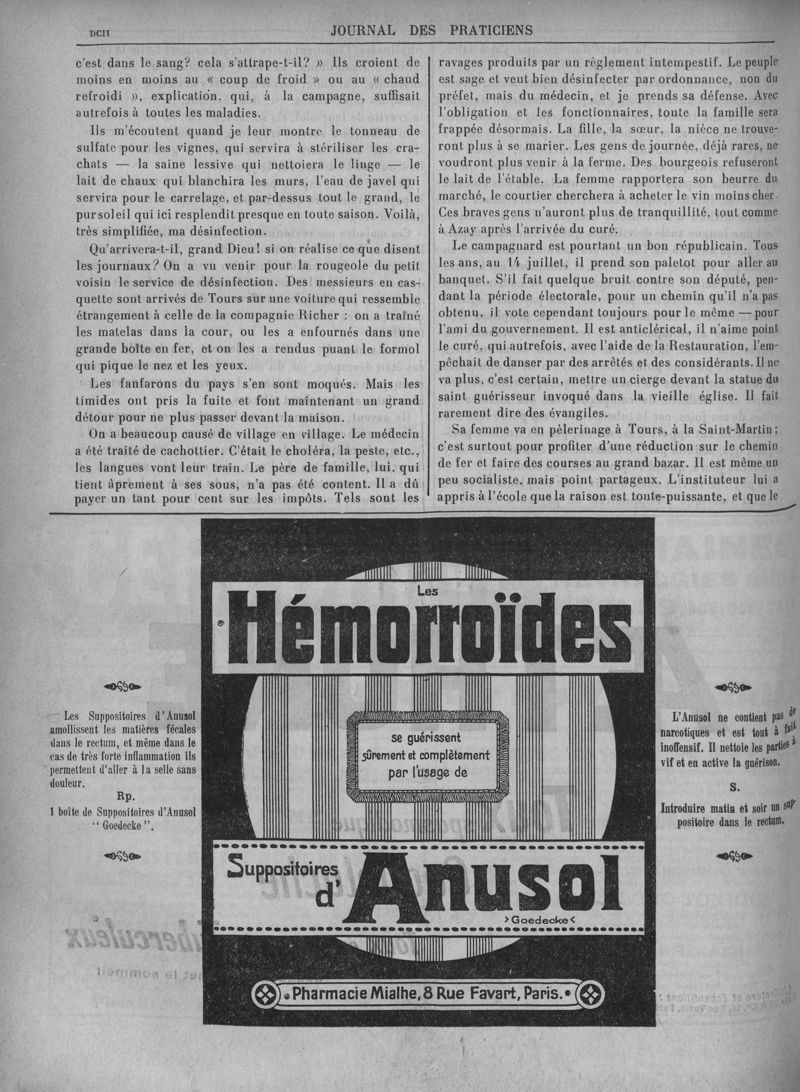 DCII
JOURNAL DES PRATICIENS
c'est dans le sang? cela s'attrape-t-il? » Ils croient de
moins en moins au « coup de froid » ou au « chaud
refroidi », explication, qui, à la campagne, suffisait
autrefois à toutes les maladies.
Ils m'écoutent quand je leur montre le tonneau de
sulfate pour les vignes, qui servira à stériliser les cra-
chats — la saine lessive qui nettoiera le linge — le
lait de chaux qui blanchira les murs, l'eau de javel qui
servira pour le carrelage, et par-dessus tout le grand, le
pur soleil qui ici resplendit presque en toute saison. Voilà,
très simplifiée, ma désinfection.
Qu'arrivera-t-il, grand Dieu! si on réalise ce que disent
les journaux? On a vu venir pour la rougeole du petit
voisin le service de désinfection. Des messieurs en cas-
quette sont arrivés de Tours sur une voiture qui ressemble
étrangement à celle de la compagnie Richer : on a traîné
les matelas dans la cour, ou les a enfournés dans une
grande boîte en fer, et on les a rendus puant le formol
qui pique le nez et les yeux.
Les fanfarons du pays s'en sont moqués. Mais les
timides ont pris la fuite et font maintenant un grand
détour pour ne plus passer devant la maison.
On a beaucoup causé de village en village. Le médecin
a été traité de cachottier. C'était le choléra, la peste, etc.,
les langues vont leur train. Le père de famille, lui, qui
tient âprement à ses sous, n'a pas été content. Il a dû
payer un tant pour cent sur les impôts. Tels sont les
ravages produits par un règlement intempestif. Le peuple
est sage et veut bien désinfecter par ordonnance, non du
préfet, mais du médecin, et je prends sa défense. Avec
l'obligation et les fonctionnaires, toute la famille sera
frappée désormais. La fille, la sœur, la nièce ne trouve-
ront plus à se marier. Les gens de journée, déjà rares, ne
voudront plus venir à la ferme. Des bourgeois refuseront
le lait de l'étable. La femme rapportera son beurre du
marché, le courtier cherchera à acheter le vin moins cher.
Ces braves gens n'auront plus de tranquillité, tout comme
à Azay après l'arrivée du curé.
Le campagnard est pourtant un bon républicain. Tous
les ans, au 14 juillet, il prend son paletot pour aller au
banquet. S'il fait quelque bruit contre son député, pen-
dant la période électorale, pour un chemin qu'il n'a pas
obtenu, il vote cependant toujours pour le même — pour
l'ami du gouvernement. Il est anticlérical, il n'aime point
le curé, qui autrefois, avec l'aide de la Restauration, l'em-
pêchait de danser par des arrêtés et des considérants. Il ne
va plus, c'est certain, mettre un cierge devant la statue du
saint guérisseur invoqué dans la vieille église. Il fait
rarement dire des évangiles.
Sa femme va en pèlerinage à Tours, à la Saint-Martin;
c'est surtout pour profiter d'une réduction sur le chemin
de fer et faire des courses au grand bazar. Il est même un
peu socialiste, mais point partageux. L'instituteur lui a
appris à l'école que la raison est toute-puissante, et que le
Les Suppositoires d'Anusol
amollissent les matières fécales
dans le rectum, et même dans le
cas de très forte inflammation ils
permettent d'aller à la selle sans
douleur.
Rp.
1 boîte de Suppositoires d'Anusol
" Goedecke ".
Les
Hémorroïdes
se guérissent
sûrement et complètement
par l'usage de
Suppositoires
d'Anusol
>Goedecke<
Pharmacie Mialhe, 8 Rue Favart, Paris.
L'Anusol ne contient pas de
narcotiques et est tout à fait
inoffensif. Il nettoie les parties à
vif et en active la guérison.
S.
Introduire matin et soir un sup-
positoire dans le rectum.